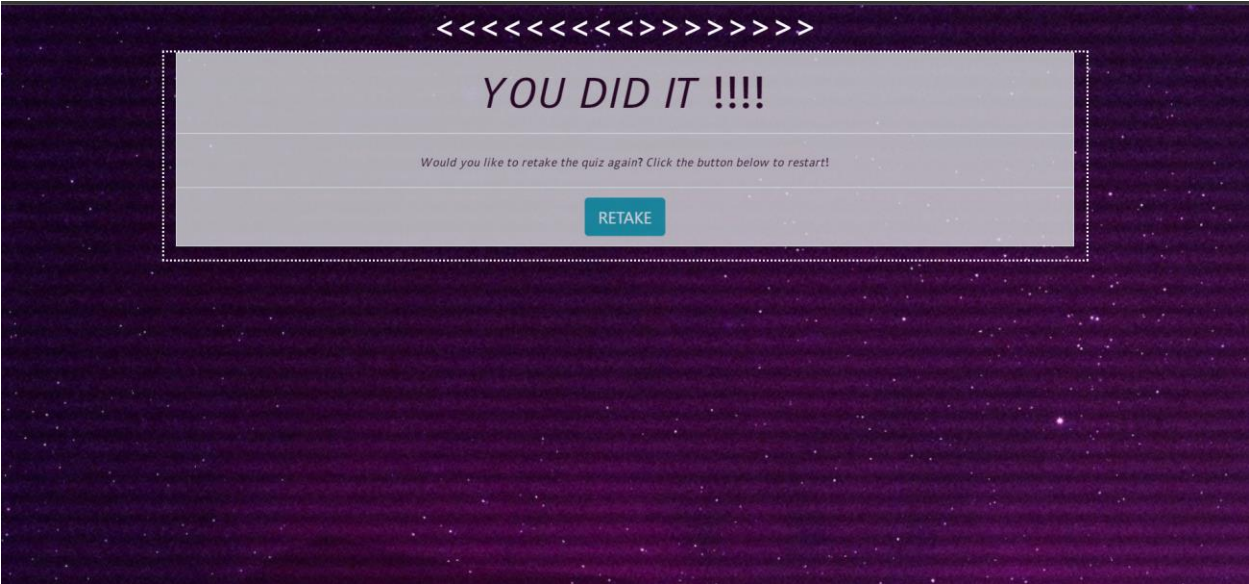 <<<<<<<<<>>>>>>>>
YOU DID IT !!!!
Would you like to retake the quiz again? Click the button below to restart!
RETAKE